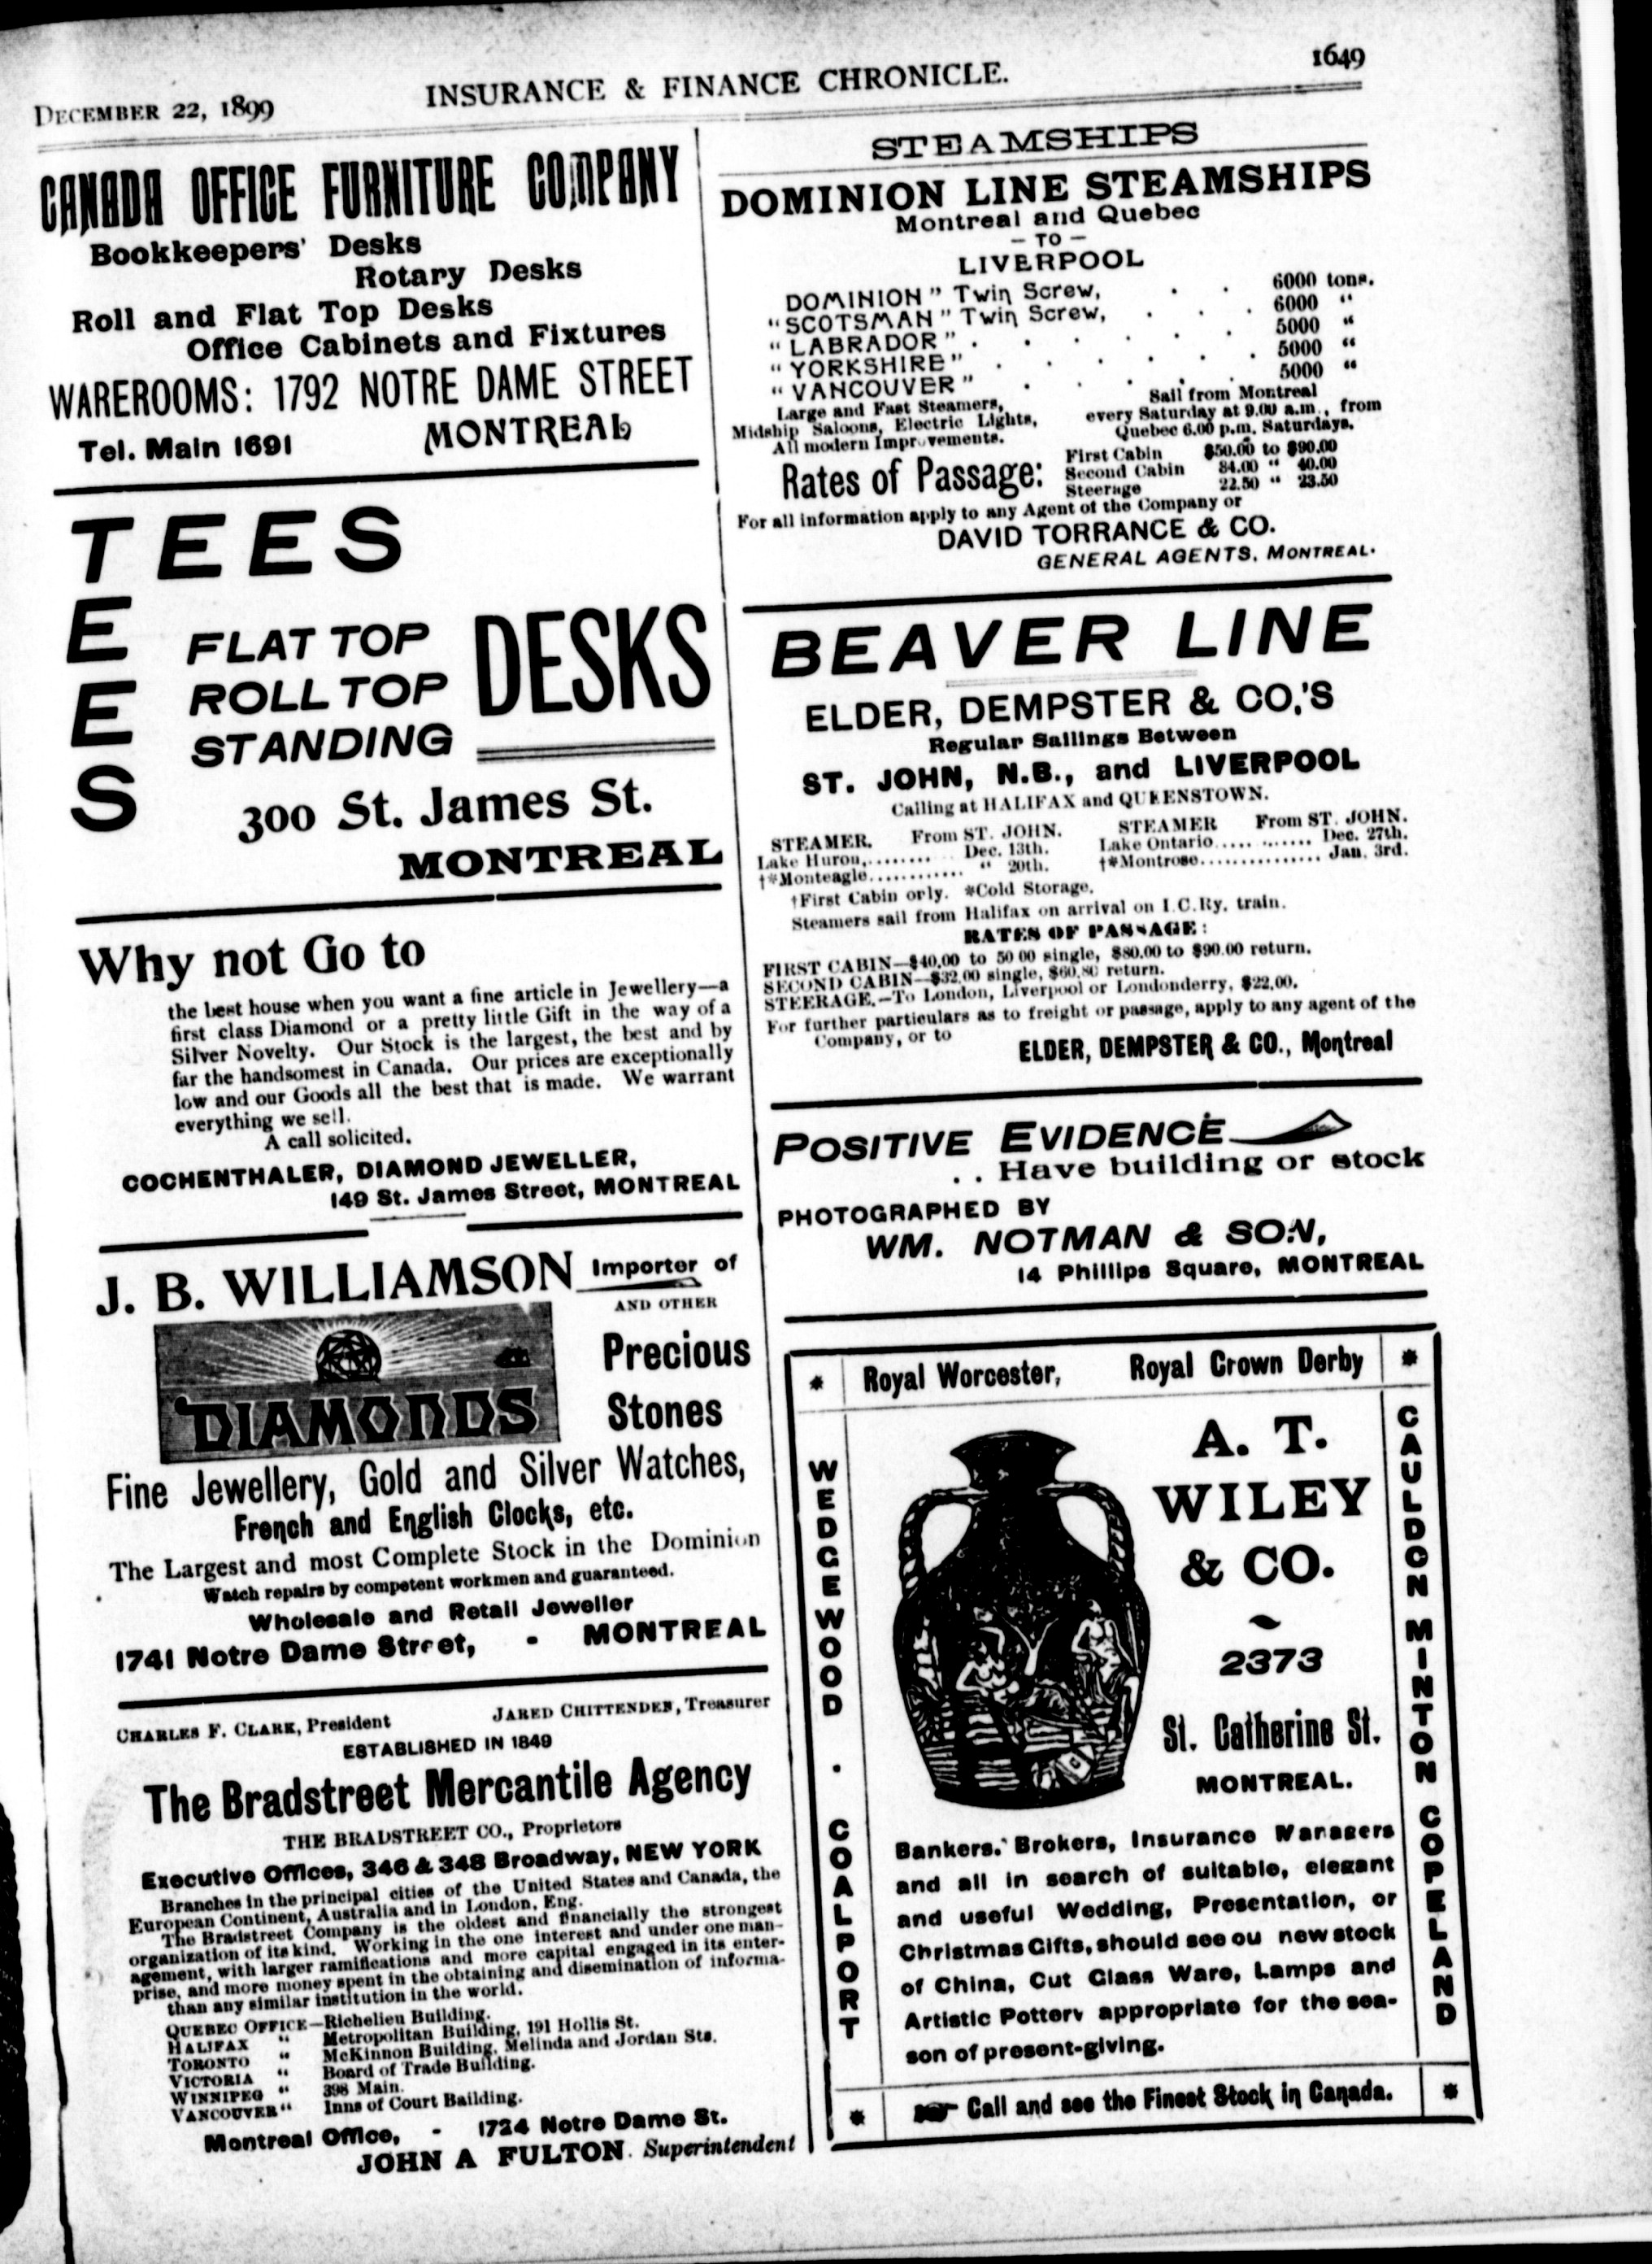 DECEMBER 22, 1899
INSURANCE & FINANCE CHRONICLE.
1649
CANADA OFFICE FURNITURE COMPANY
Bookkeepers' Desks
Rotary Desks
Roll and Flat Top Desks
Office Cabinets and Fixtures
WAREROOMS: 1792 NOTRE DAME STREET
Tel. Main 1691 MONTREAL
TEES
E
E
S
FLAT TOP
ROLL TOP
STANDING
DESKS
300 St. James St.
MONTREAL
Why not Go to
the best house when you want a fine article in Jewellery—a
first class Diamond or a pretty little Gift in the way of a
Silver Novelty. Our Stock is the largest, the best and by
far the handsomest in Canada. Our prices are exceptionally
low and our Goods all the best that is made. We warrant
everything we sell.
A call solicited.
COCHENTHALER, DIAMOND JEWELLER,
149 St. James Street, MONTREAL
J. B. WILLIAMSON Importer of
AND OTHER
DIAMONDS
Precious
Stones
Fine Jewellery, Gold and Silver Watches,
French and English Clocks, etc.
The Largest and most Complete Stock in the Dominion
Watch repairs by competent workmen and guaranteed.
Wholesale and Retail Jeweller
1741 Notre Dame Street, - MONTREAL
CHARLES F. CLARK, President JARED CHITTENDEN, Treasurer
ESTABLISHED IN 1849
The Bradstreet Mercantile Agency
THE BRADSTREET CO., Proprietors
Executive Offices, 346 & 348 Broadway, NEW YORK
Branches in the principal cities of the United States and Canada, the
European Continent, Australia and in London, Eng.
The Bradstreet Company is the oldest and financially the strongest
organization of its kind. Working in the one interest and under one man-
agement, with larger ramifications and more capital engaged in its enter-
prise, and more money spent in the obtaining and disemination of informa-
than any similar institution in the world.
QUEBEC OFFICE—Richelieu Building.
HALIFAX " Metropolitan Building, 191 Hollis St.
TORONTO " McKinnon Building, Melinda and Jordan Sts.
VICTORIA " Board of Trade Building.
WINNIPEG " 398 Main.
VANCOUVER " Inns of Court Building.
Montreal Office, - 1724 Notre Dame St.
JOHN A FULTON. Superintendent
STEAMSHIPS
DOMINION LINE STEAMSHIPS
Montreal and Quebec
— TO —
LIVERPOOL
DOMINION" Twin Screw, . . 6000 tons.
"SCOTSMAN" Twin Screw, . . . 6000 "
"LABRADOR" . . . . . . 5000 "
"YORKSHIRE" . . . . . . 5000 "
"VANCOUVER" . . . . . 5000 "
Large and Fast Steamers,
Midship Saloons, Electric Lights,
All modern Improvements.
Sail from Montreal
every Saturday at 9.00 a.m., from
Quebec 6.00 p.m. Saturdays.
Rates of Passage:
First Cabin $50.00 to $90.00
Second Cabin 34.00 " 40.00
Steerage 22.50 " 23.50
For all information apply to any Agent of the Company or
DAVID TORRANCE & CO.
GENERAL AGENTS, MONTREAL.
BEAVER LINE
ELDER, DEMPSTER & CO,'S
Regular Sailings Between
ST. JOHN, N.B., and LIVERPOOL
Calling at HALIFAX and QUEENSTOWN.
STEAMER. From ST. JOHN. STEAMER From ST. JOHN.
Lake Huron,........ Dec. 13th. Lake Ontario........... Dec. 27th.
†*Monteagle............ " 20th. †*Montrose............... Jan. 3rd.
†First Cabin only. *Cold Storage.
Steamers sail from Halifax on arrival on I.C.Ry. train.
RATES OF PASSAGE:
FIRST CABIN—$40.00 to 50 00 single, $80.00 to $90.00 return.
SECOND CABIN—$32.00 single, $60.80 return.
STEERAGE.—To London, Liverpool or Londonderry, $22.00.
For further particulars as to freight or passage, apply to any agent of the
Company, or to
ELDER, DEMPSTER & CO., Montreal
POSITIVE EVIDENCE
. . Have building or stock
PHOTOGRAPHED BY
WM. NOTMAN & SON,
14 Phillips Square, MONTREAL
* Royal Worcester, Royal Crown Derby *
WEDGEWOOD . COALPORT
A. T.
WILEY
& CO.
2373
St. Catherine St.
MONTREAL.
Bankers, Brokers, Insurance Managers
and all in search of suitable, elegant
and useful Wedding, Presentation, or
Christmas Gifts, should see ou new stock
of China, Cut Glass Ware, Lamps and
Artistic Pottery appropriate for the sea-
son of present-giving.
CAULDON MINTON COPELAND
* Call and see the Finest Stock in Canada. *